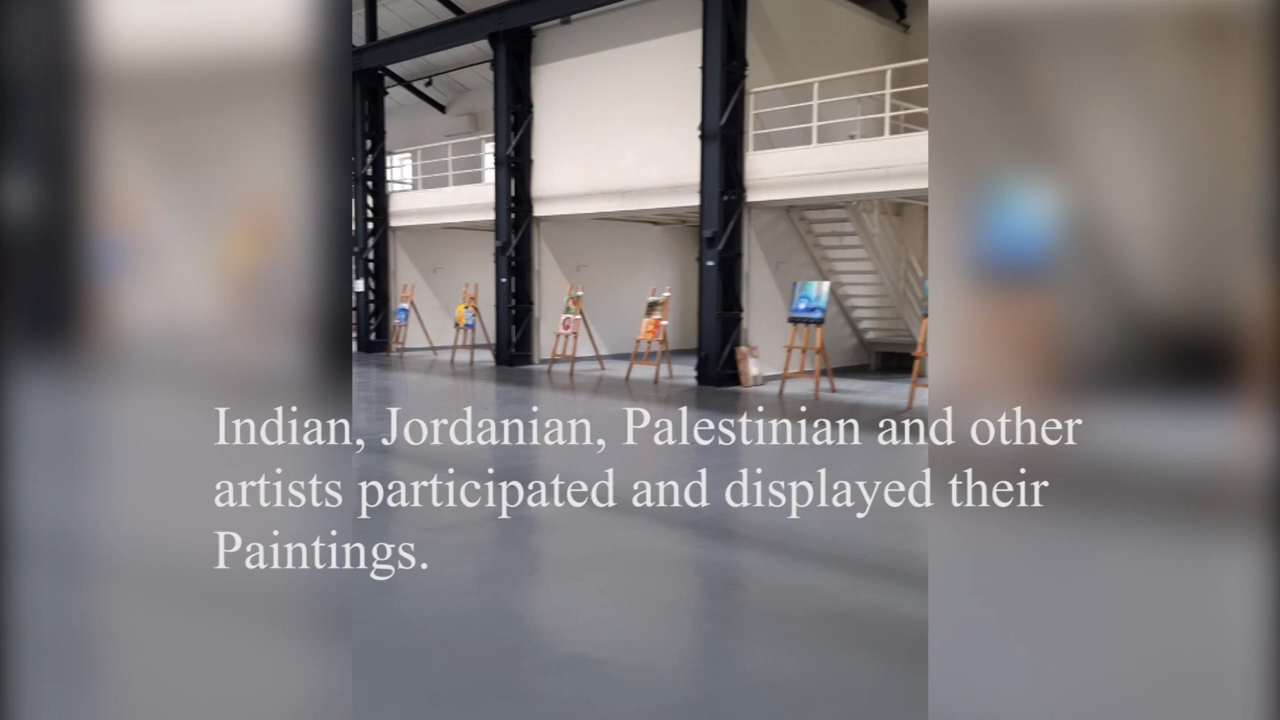 Indian, Jordanian, Palestinian and other
artists participated and displayed their
Paintings.